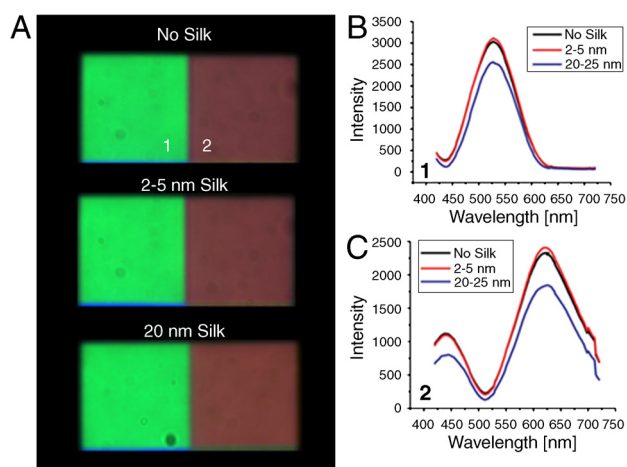 A
No Silk
1 2
2-5 nm Silk
20 nm Silk
B
Intensity
3500
3000
2500
2000
1500
1000
500
0
No Silk
2-5 nm
20-25 nm
1
400 450 500 550 600 650 700 750
Wavelength [nm]
C
Intensity
2500
2000
1500
1000
500
0
No Silk
2-5 nm
20-25 nm
2
400 450 500 550 600 650 700 750
Wavelength [nm]